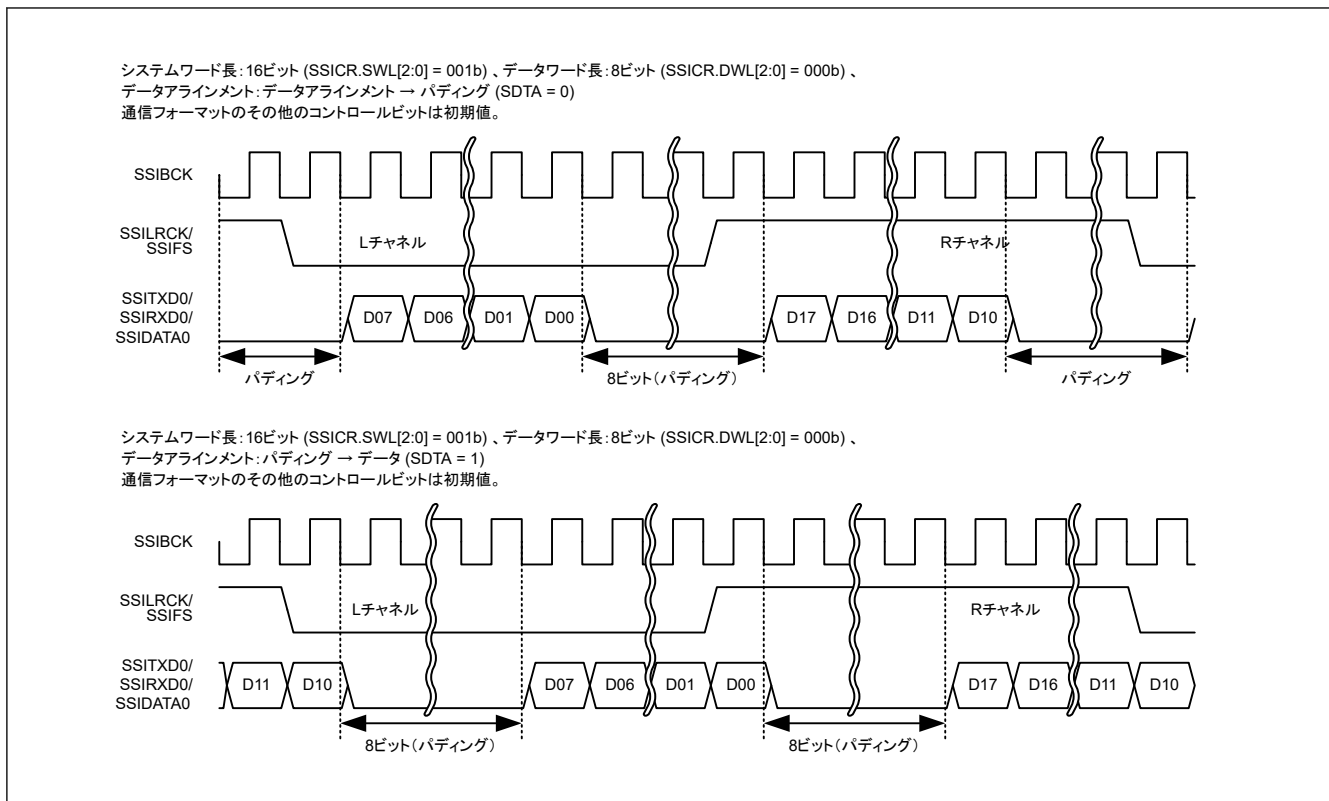 システムワード長：16ビット (SSICR.SWL[2:0] = 001b) 、データワード長：8ビット (SSICR.DWL[2:0] = 000b) 、
データアラインメント：データアラインメント → パディング (SDTA = 0)
通信フォーマットのその他のコントロールビットは初期値。
SSIBCK
SSILRCK/
SSIFS
Lチャネル
Rチャネル
SSITXD0/
SSIRXD0/
SSIDATA0
D07 D06 D01 D00 D17 D16 D11 D10
パディング 8ビット（パディング） パディング
システムワード長：16ビット (SSICR.SWL[2:0] = 001b) 、データワード長：8ビット (SSICR.DWL[2:0] = 000b) 、
データアラインメント：パディング → データ (SDTA = 1)
通信フォーマットのその他のコントロールビットは初期値。
SSIBCK
SSILRCK/
SSIFS
Lチャネル
Rチャネル
SSITXD0/
SSIRXD0/
SSIDATA0
D11 D10 D07 D06 D01 D00 D17 D16 D11 D10
8ビット（パディング） 8ビット（パディング）